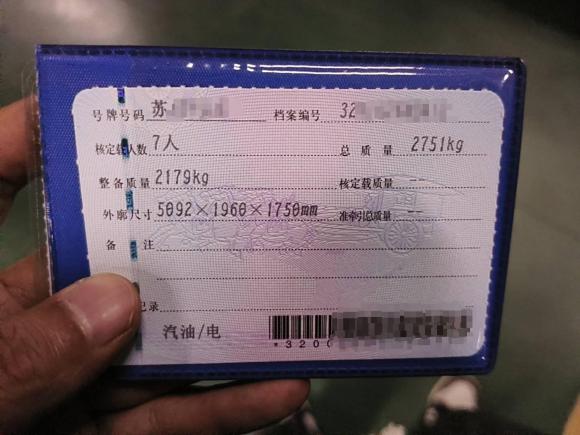 号牌号码 苏 档案编号 32
核定载人数 7人 总质量 2751kg
整备质量 2179kg 核定载质量 --
外廓尺寸 5092×1960×1750mm 准牵引总质量 --
备注
记录
汽油/电
*3200